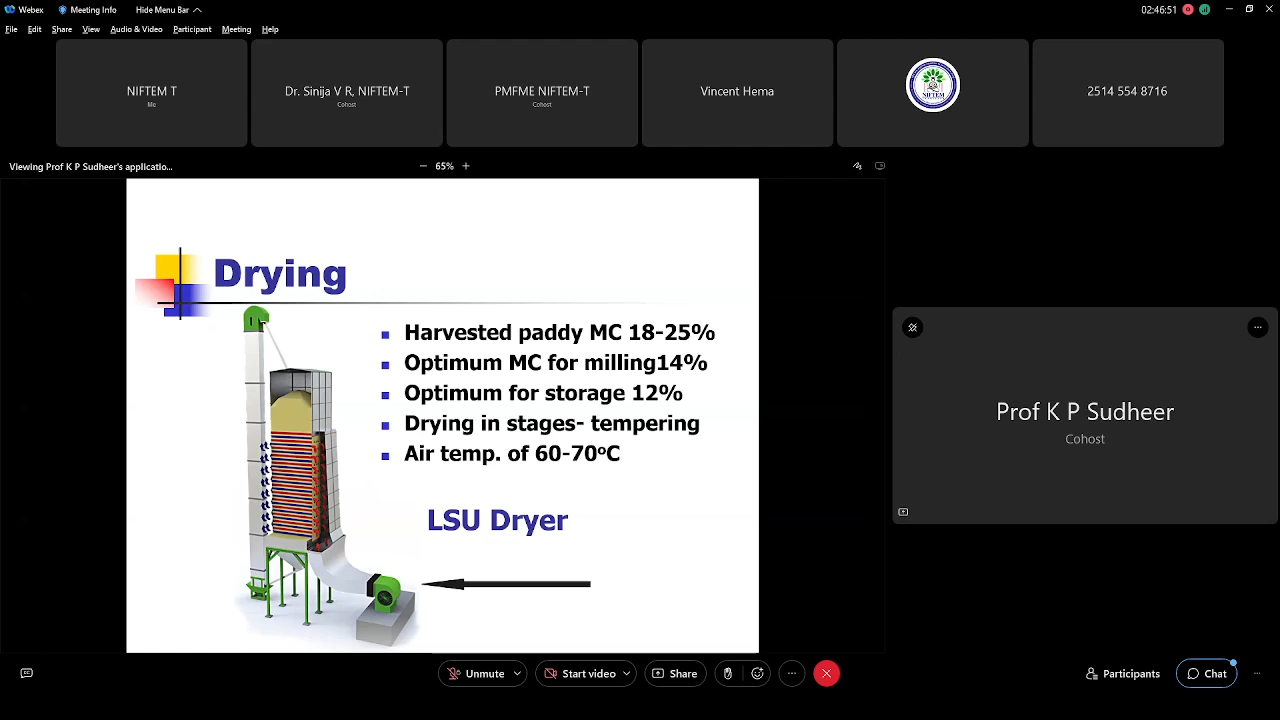 Webex
Meeting Info
Hide Menu Bar
02:46:51
File Edit Share View Audio & Video Participant Meeting Help
NIFTEM T
Me
Dr. Sinija V R, NIFTEM-T
Cohost
PMFME NIFTEM-T
Cohost
Vincent Hema
NIFTEM
2514 554 8716
Viewing Prof K P Sudheer's applicatio...
65%
Drying
Harvested paddy MC 18-25%
Optimum MC for milling14%
Optimum for storage 12%
Drying in stages- tempering
Air temp. of 60-70ºC
LSU Dryer
Prof K P Sudheer
Cohost
Unmute
Start video
Share
Participants
Chat